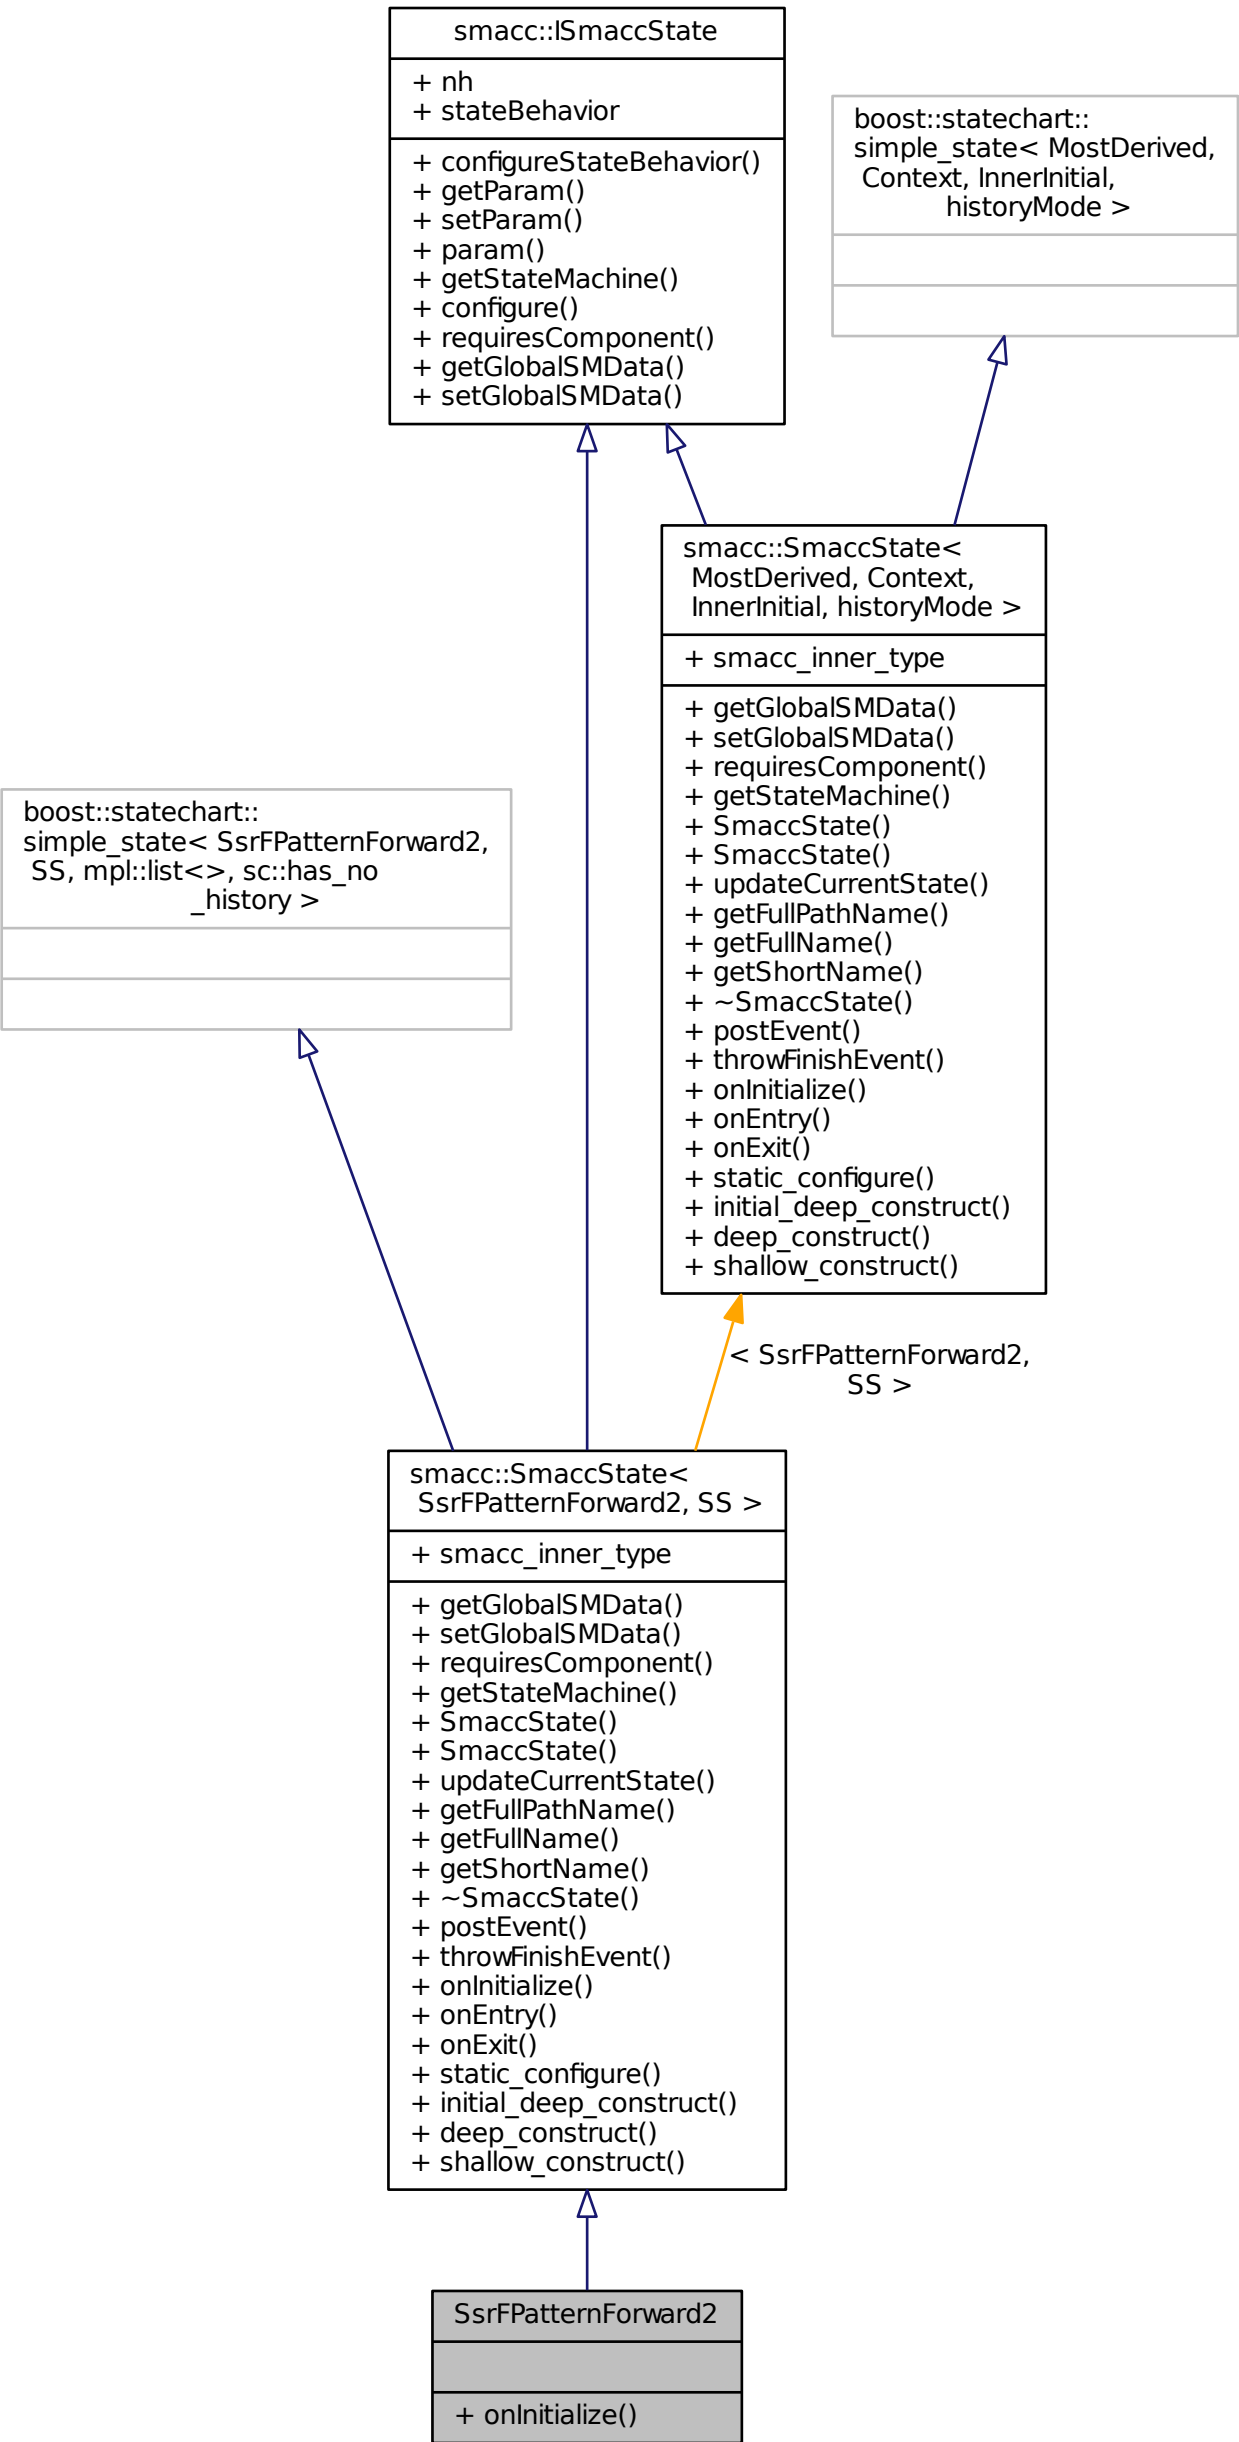 smacc::ISmaccState
+ nh
+ stateBehavior
+ configureStateBehavior()
+ getParam()
+ setParam()
+ param()
+ getStateMachine()
+ configure()
+ requiresComponent()
+ getGlobalSMData()
+ setGlobalSMData()
boost::statechart::
simple_state< MostDerived,
Context, InnerInitial,
historyMode >
smacc::SmaccState<
MostDerived, Context,
InnerInitial, historyMode >
+ smacc_inner_type
+ getGlobalSMData()
+ setGlobalSMData()
+ requiresComponent()
+ getStateMachine()
+ SmaccState()
+ SmaccState()
+ updateCurrentState()
+ getFullPathName()
+ getFullName()
+ getShortName()
+ ~SmaccState()
+ postEvent()
+ throwFinishEvent()
+ onInitialize()
+ onEntry()
+ onExit()
+ static_configure()
+ initial_deep_construct()
+ deep_construct()
+ shallow_construct()
boost::statechart::
simple_state< SsrFPatternForward2,
SS, mpl::list<>, sc::has_no
_history >
< SsrFPatternForward2,
SS >
smacc::SmaccState<
SsrFPatternForward2, SS >
+ smacc_inner_type
+ getGlobalSMData()
+ setGlobalSMData()
+ requiresComponent()
+ getStateMachine()
+ SmaccState()
+ SmaccState()
+ updateCurrentState()
+ getFullPathName()
+ getFullName()
+ getShortName()
+ ~SmaccState()
+ postEvent()
+ throwFinishEvent()
+ onInitialize()
+ onEntry()
+ onExit()
+ static_configure()
+ initial_deep_construct()
+ deep_construct()
+ shallow_construct()
SsrFPatternForward2
+ onInitialize()